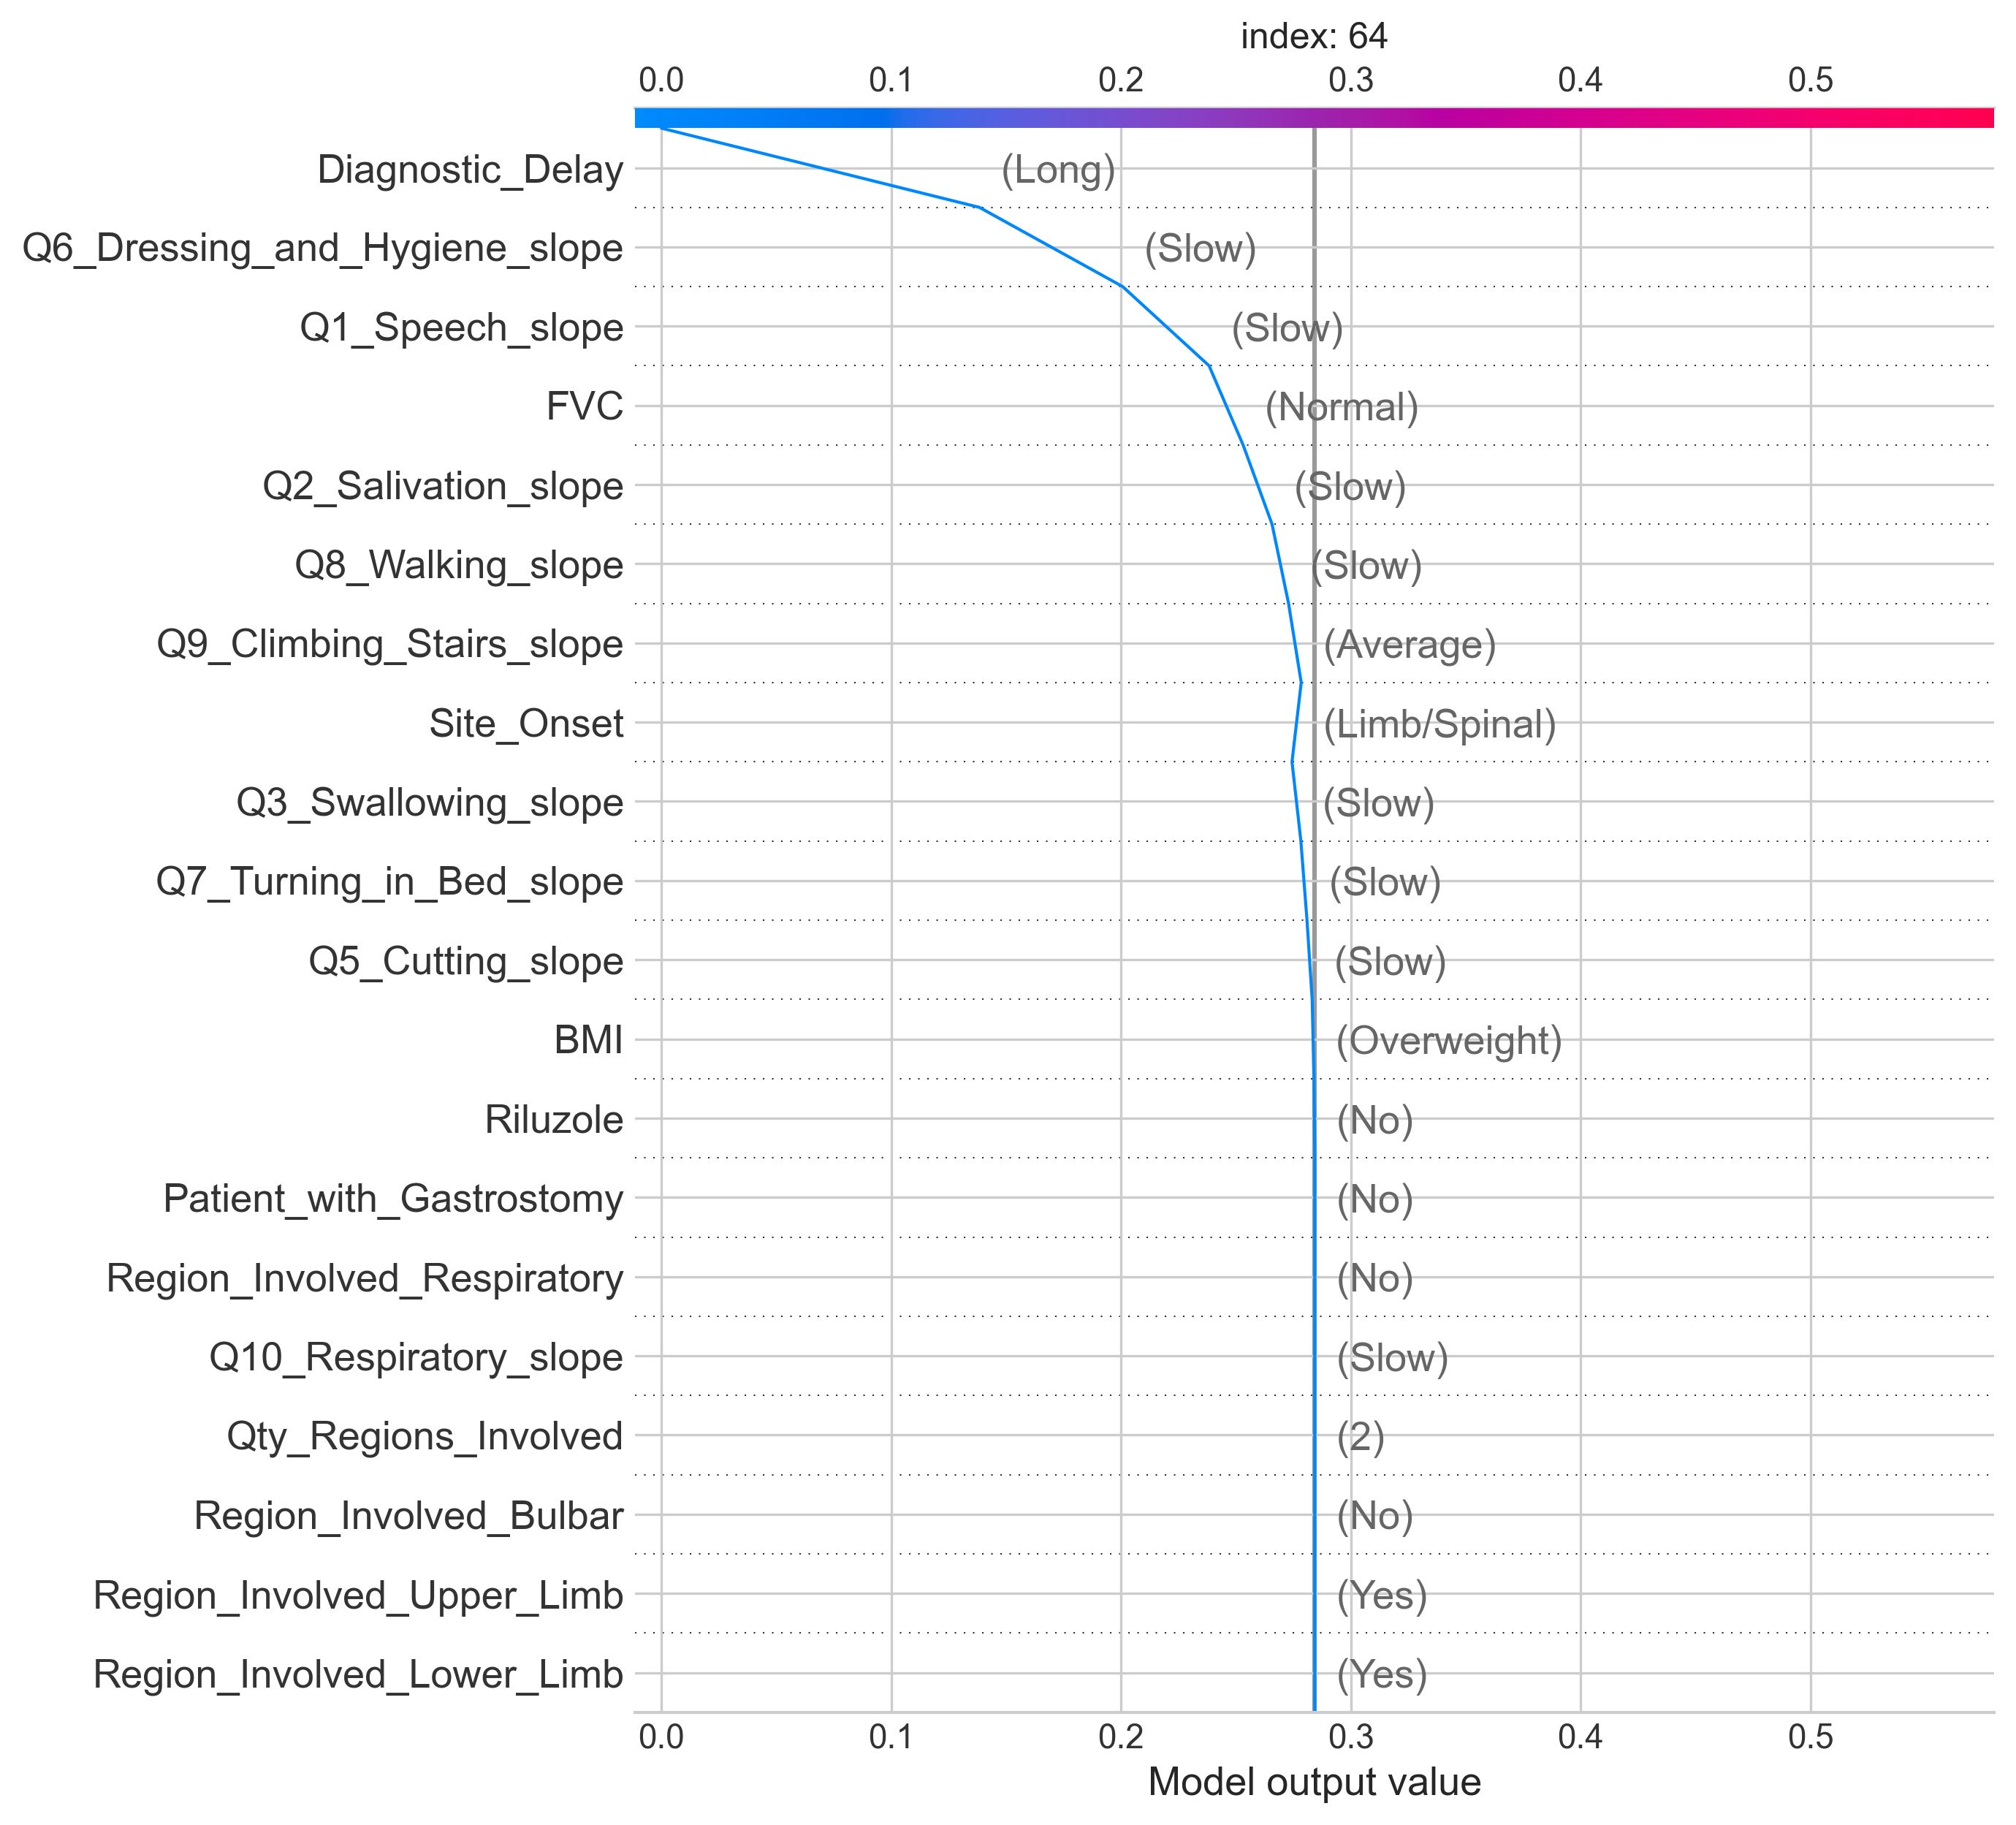 index: 64
0.0 0.1 0.2 0.3 0.4 0.5
Diagnostic_Delay (Long)
Q6_Dressing_and_Hygiene_slope (Slow)
Q1_Speech_slope (Slow)
FVC (Normal)
Q2_Salivation_slope (Slow)
Q8_Walking_slope (Slow)
Q9_Climbing_Stairs_slope (Average)
Site_Onset (Limb/Spinal)
Q3_Swallowing_slope (Slow)
Q7_Turning_in_Bed_slope (Slow)
Q5_Cutting_slope (Slow)
BMI (Overweight)
Riluzole (No)
Patient_with_Gastrostomy (No)
Region_Involved_Respiratory (No)
Q10_Respiratory_slope (Slow)
Qty_Regions_Involved (2)
Region_Involved_Bulbar (No)
Region_Involved_Upper_Limb (Yes)
Region_Involved_Lower_Limb (Yes)
0.0 0.1 0.2 0.3 0.4 0.5
Model output value